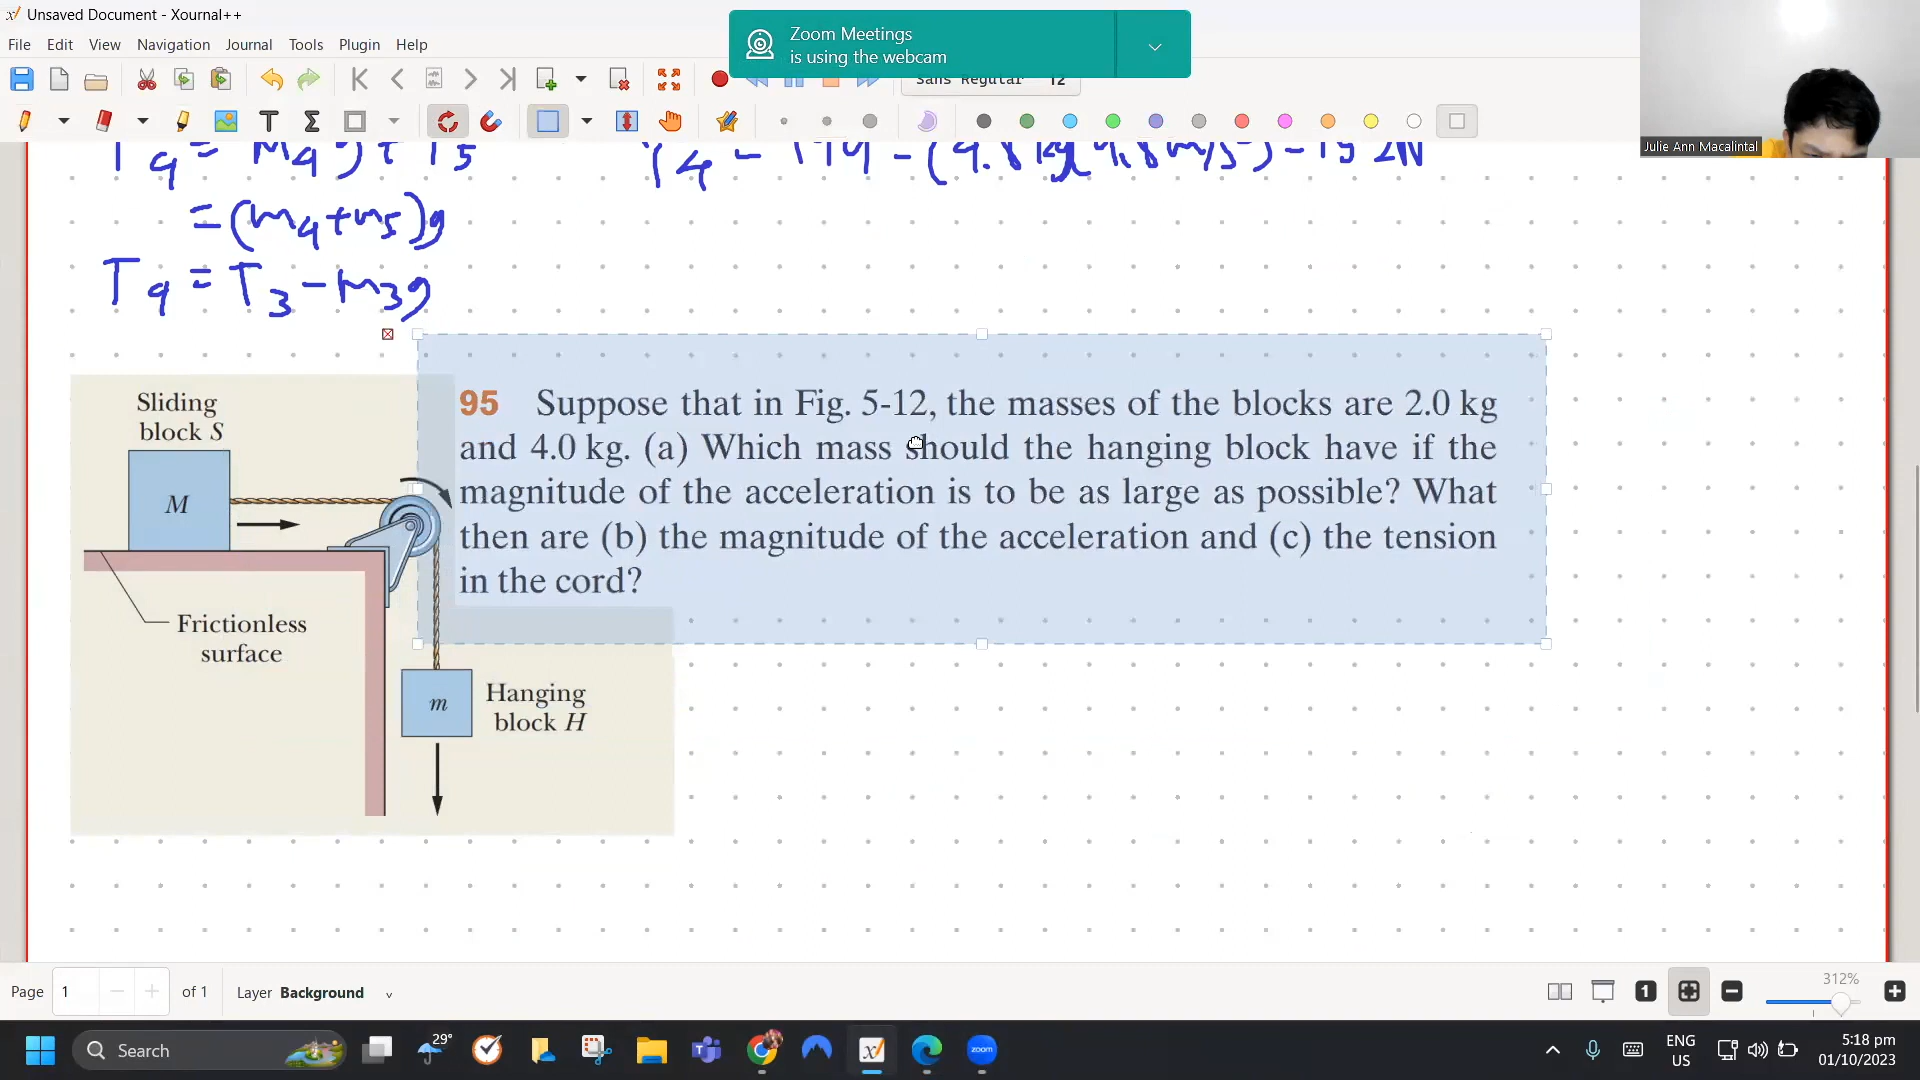 Unsaved Document - Xournal++
Zoom Meetings
is using the webcam
File Edit View Navigation Journal Tools Plugin Help
Sans Regular 12
Julie Ann Macalintal
= (m4+m5)g
T4 = T3 - m3g
95 Suppose that in Fig. 5-12, the masses of the blocks are 2.0 kg
and 4.0 kg. (a) Which mass should the hanging block have if the
magnitude of the acceleration is to be as large as possible? What
then are (b) the magnitude of the acceleration and (c) the tension
in the cord?
Sliding
block S
M
Frictionless
surface
m
Hanging
block H
Page 1 of 1 Layer Background
312%
1
Search
29°
zoom
ENG
US
5:18 pm
01/10/2023